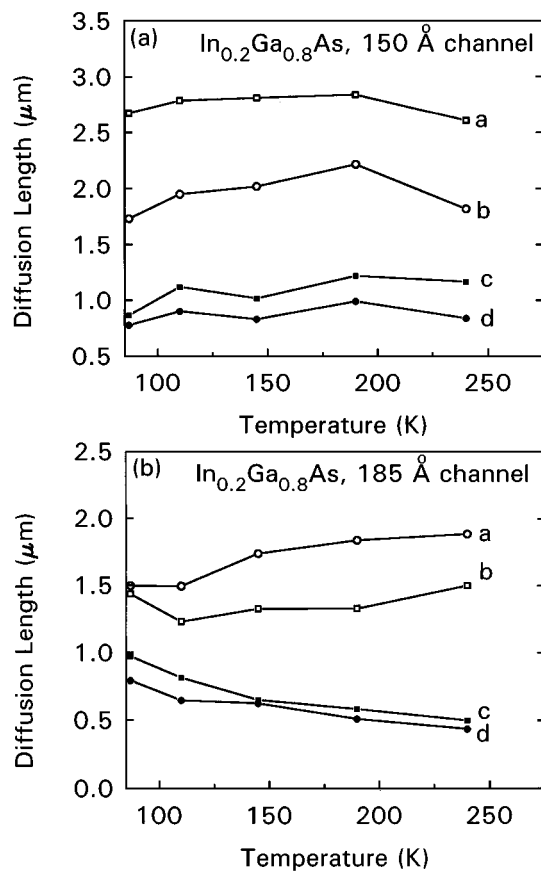 (a) In0.2Ga0.8As, 150 Å channel
3.5
3.0
2.5
2.0
1.5
1.0
0.5
Diffusion Length (μm)
a
b
c
d
100 150 200 250
Temperature (K)
(b) In0.2Ga0.8As, 185 Å channel
2.5
2.0
1.5
1.0
0.5
0.0
Diffusion Length (μm)
a
b
c
d
100 150 200 250
Temperature (K)